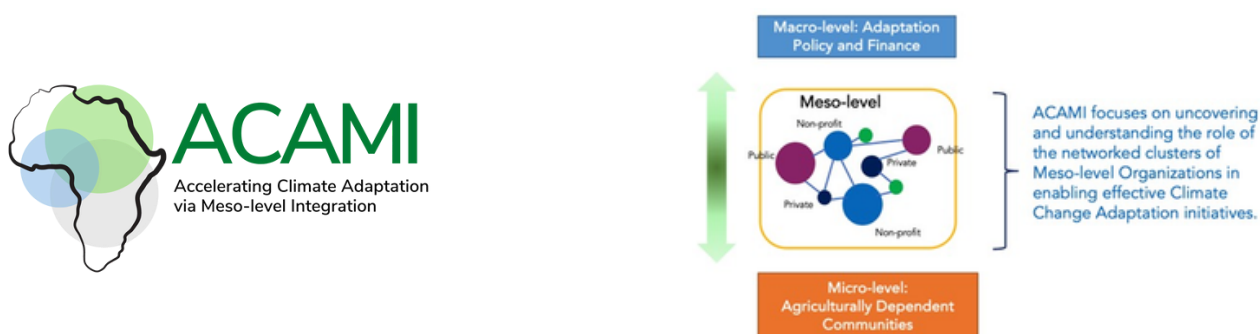 ACAMI
Accelerating Climate Adaptation
via Meso-level Integration
Macro-level: Adaptation
Policy and Finance
Meso-level
Non-profit
Public
Public
Private
Private
Non-profit
ACAMI focuses on uncovering
and understanding the role of
the networked clusters of
Meso-level Organizations in
enabling effective Climate
Change Adaptation initiatives.
Micro-level:
Agriculturally Dependent
Communities